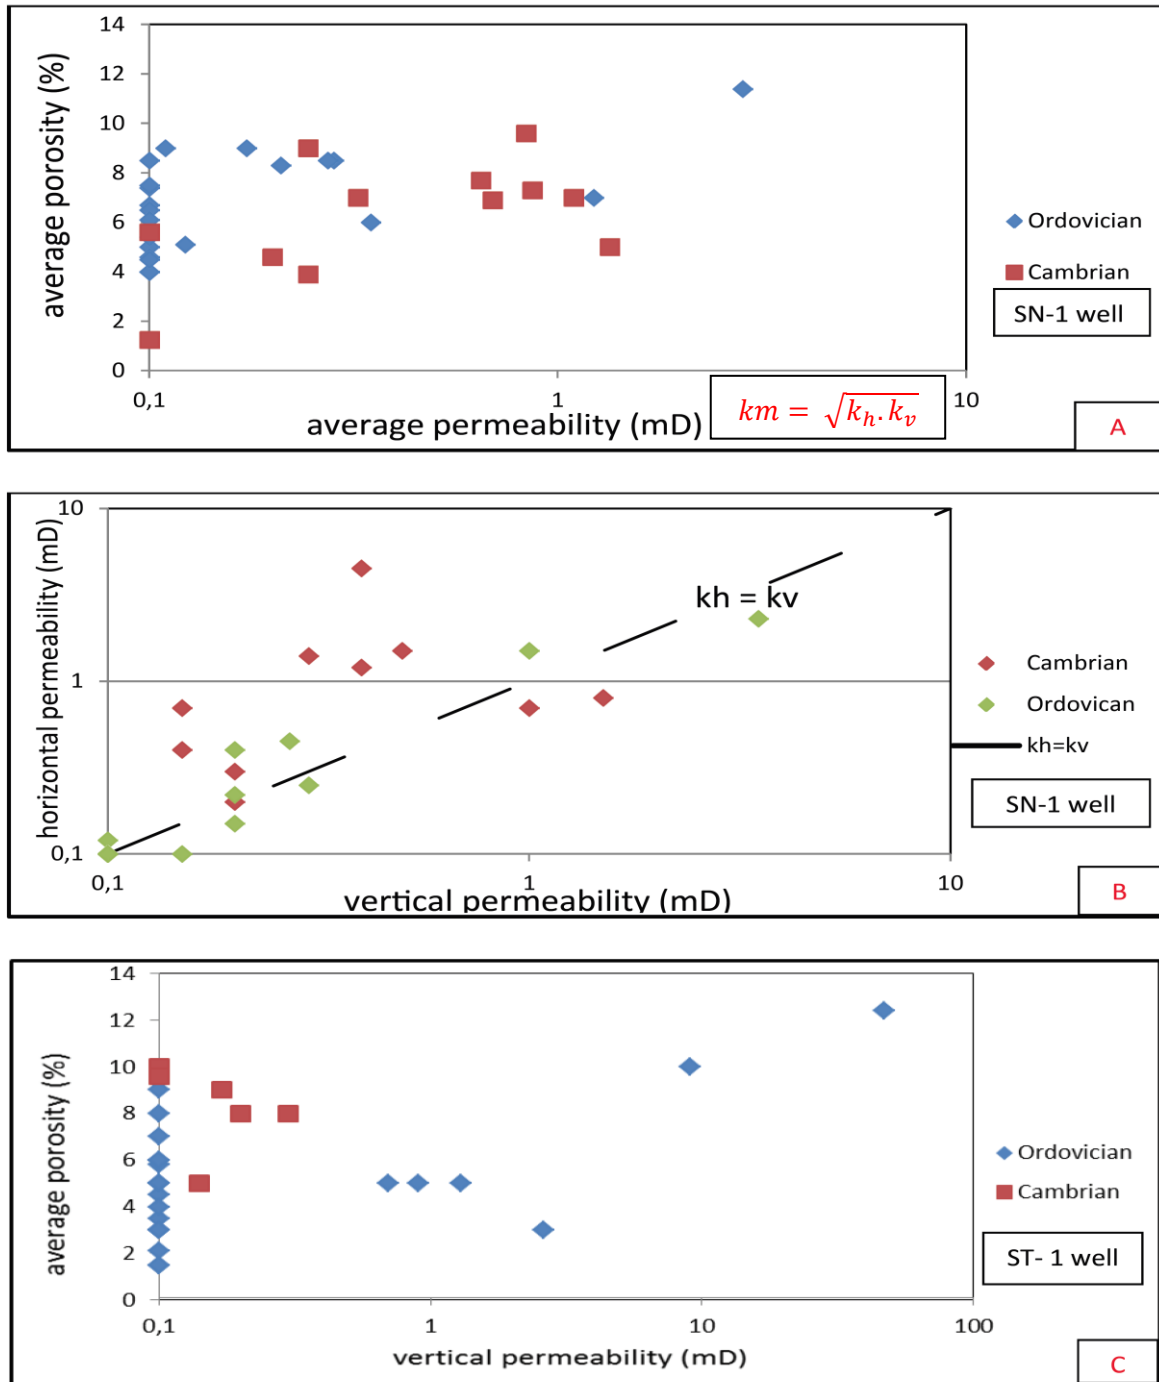 average porosity (%)
14
12
10
8
6
4
2
0
0,1
1
10
average permeability (mD)
km = √k_h.k_v
Ordovician
Cambrian
SN-1 well
A
horizontal permeability (mD)
10
1
0,1
0,1
1
10
vertical permeability (mD)
kh = kv
Cambrian
Ordovican
kh=kv
SN-1 well
B
average porosity (%)
14
12
10
8
6
4
2
0
0,1
1
10
100
vertical permeability (mD)
Ordovician
Cambrian
ST- 1 well
C